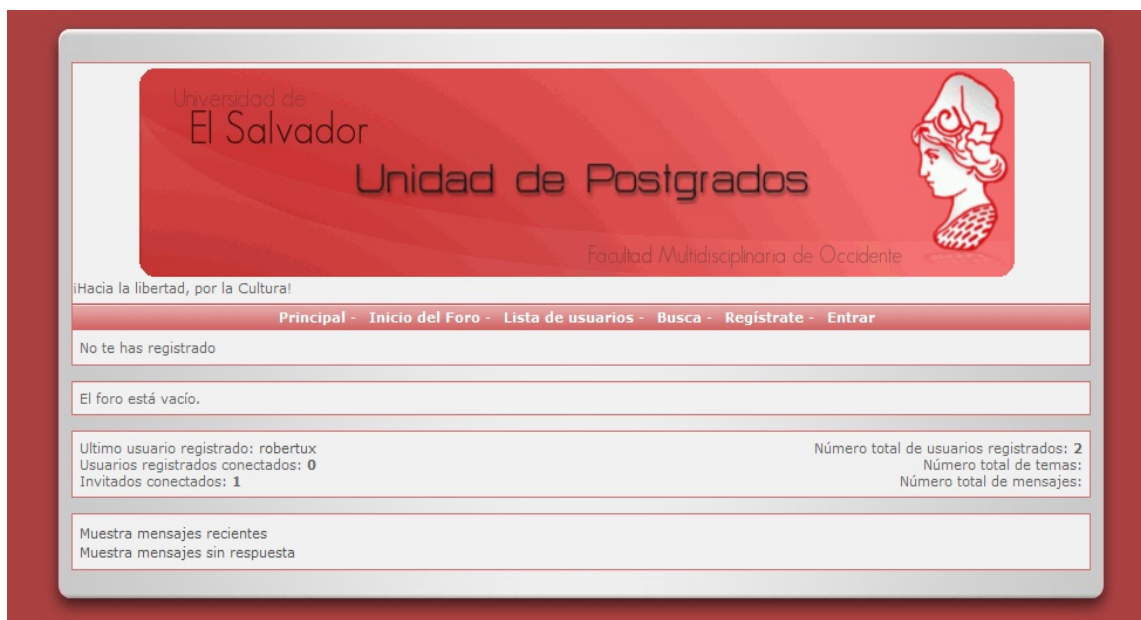 Universidad de
El Salvador
Unidad de Postgrados
Facultad Multidisciplinaria de Occidente
¡Hacia la libertad, por la Cultura!
Principal - Inicio del Foro - Lista de usuarios - Busca - Regístrate - Entrar
No te has registrado
El foro está vacío.
Ultimo usuario registrado: robertux
Usuarios registrados conectados: 0
Invitados conectados: 1
Número total de usuarios registrados: 2
Número total de temas:
Número total de mensajes:
Muestra mensajes recientes
Muestra mensajes sin respuesta